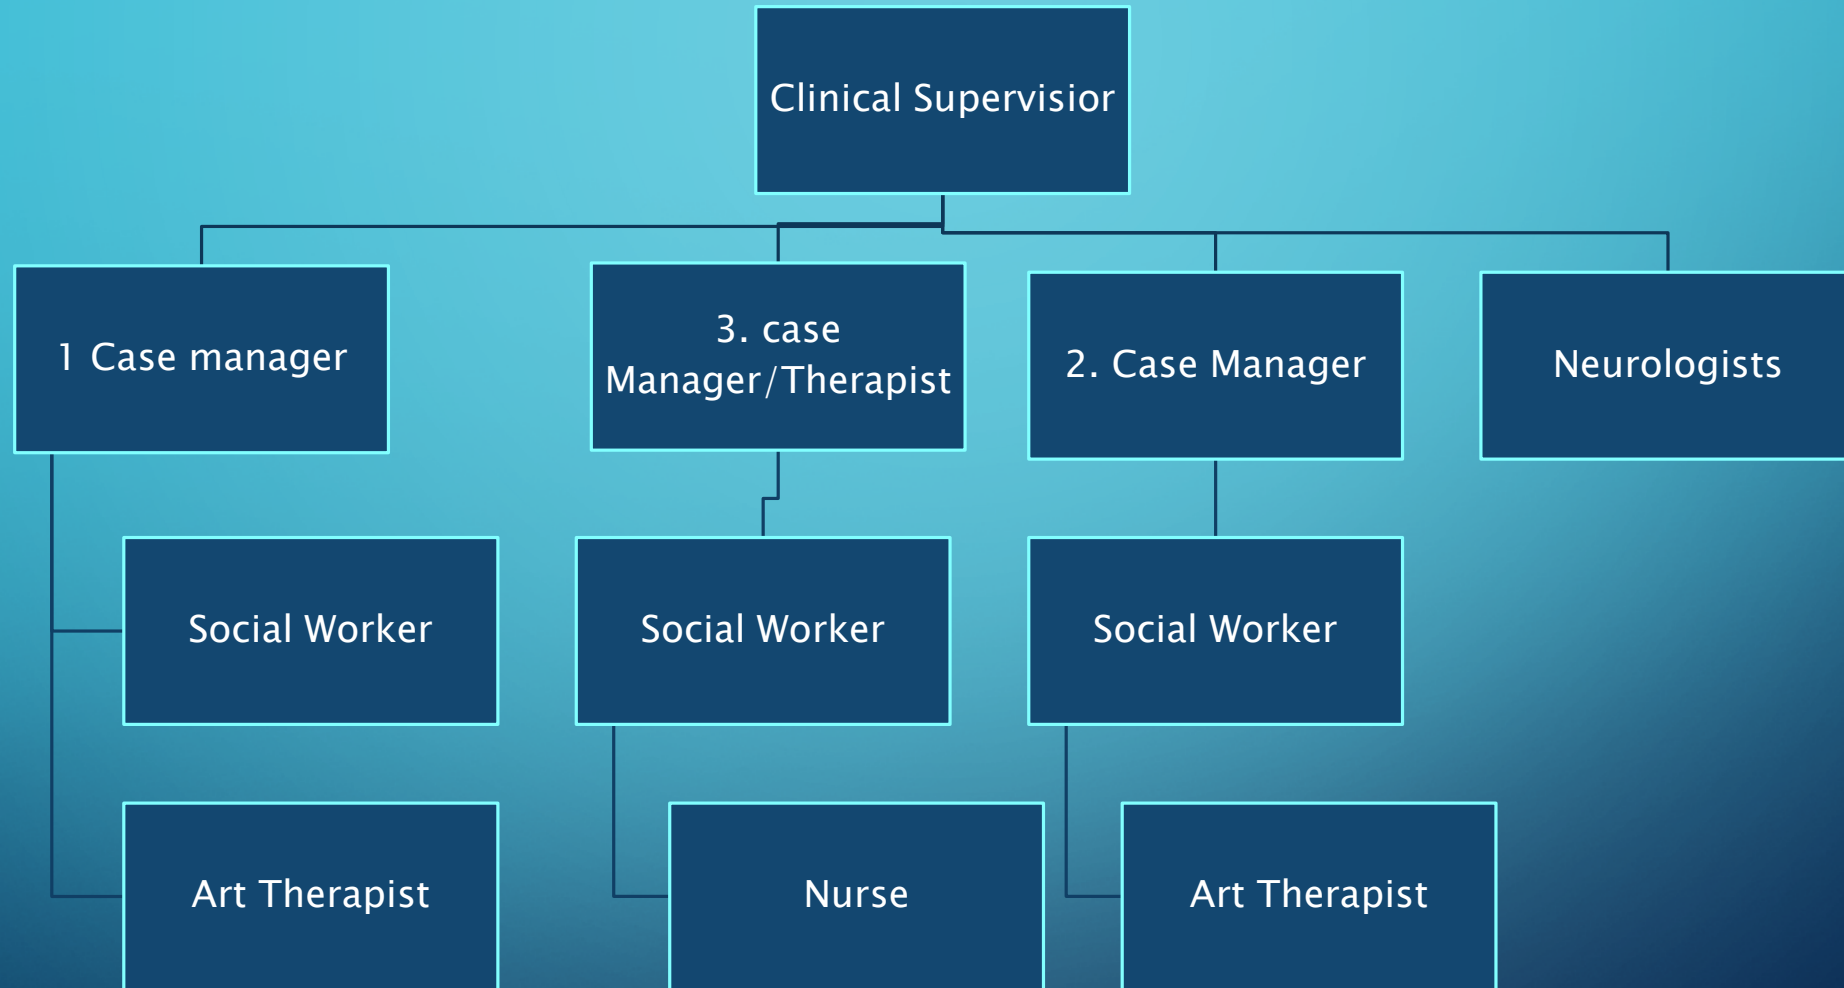 Clinical Supervisior
1 Case manager
3. case
Manager/Therapist
2. Case Manager
Neurologists
Social Worker
Social Worker
Social Worker
Art Therapist
Nurse
Art Therapist